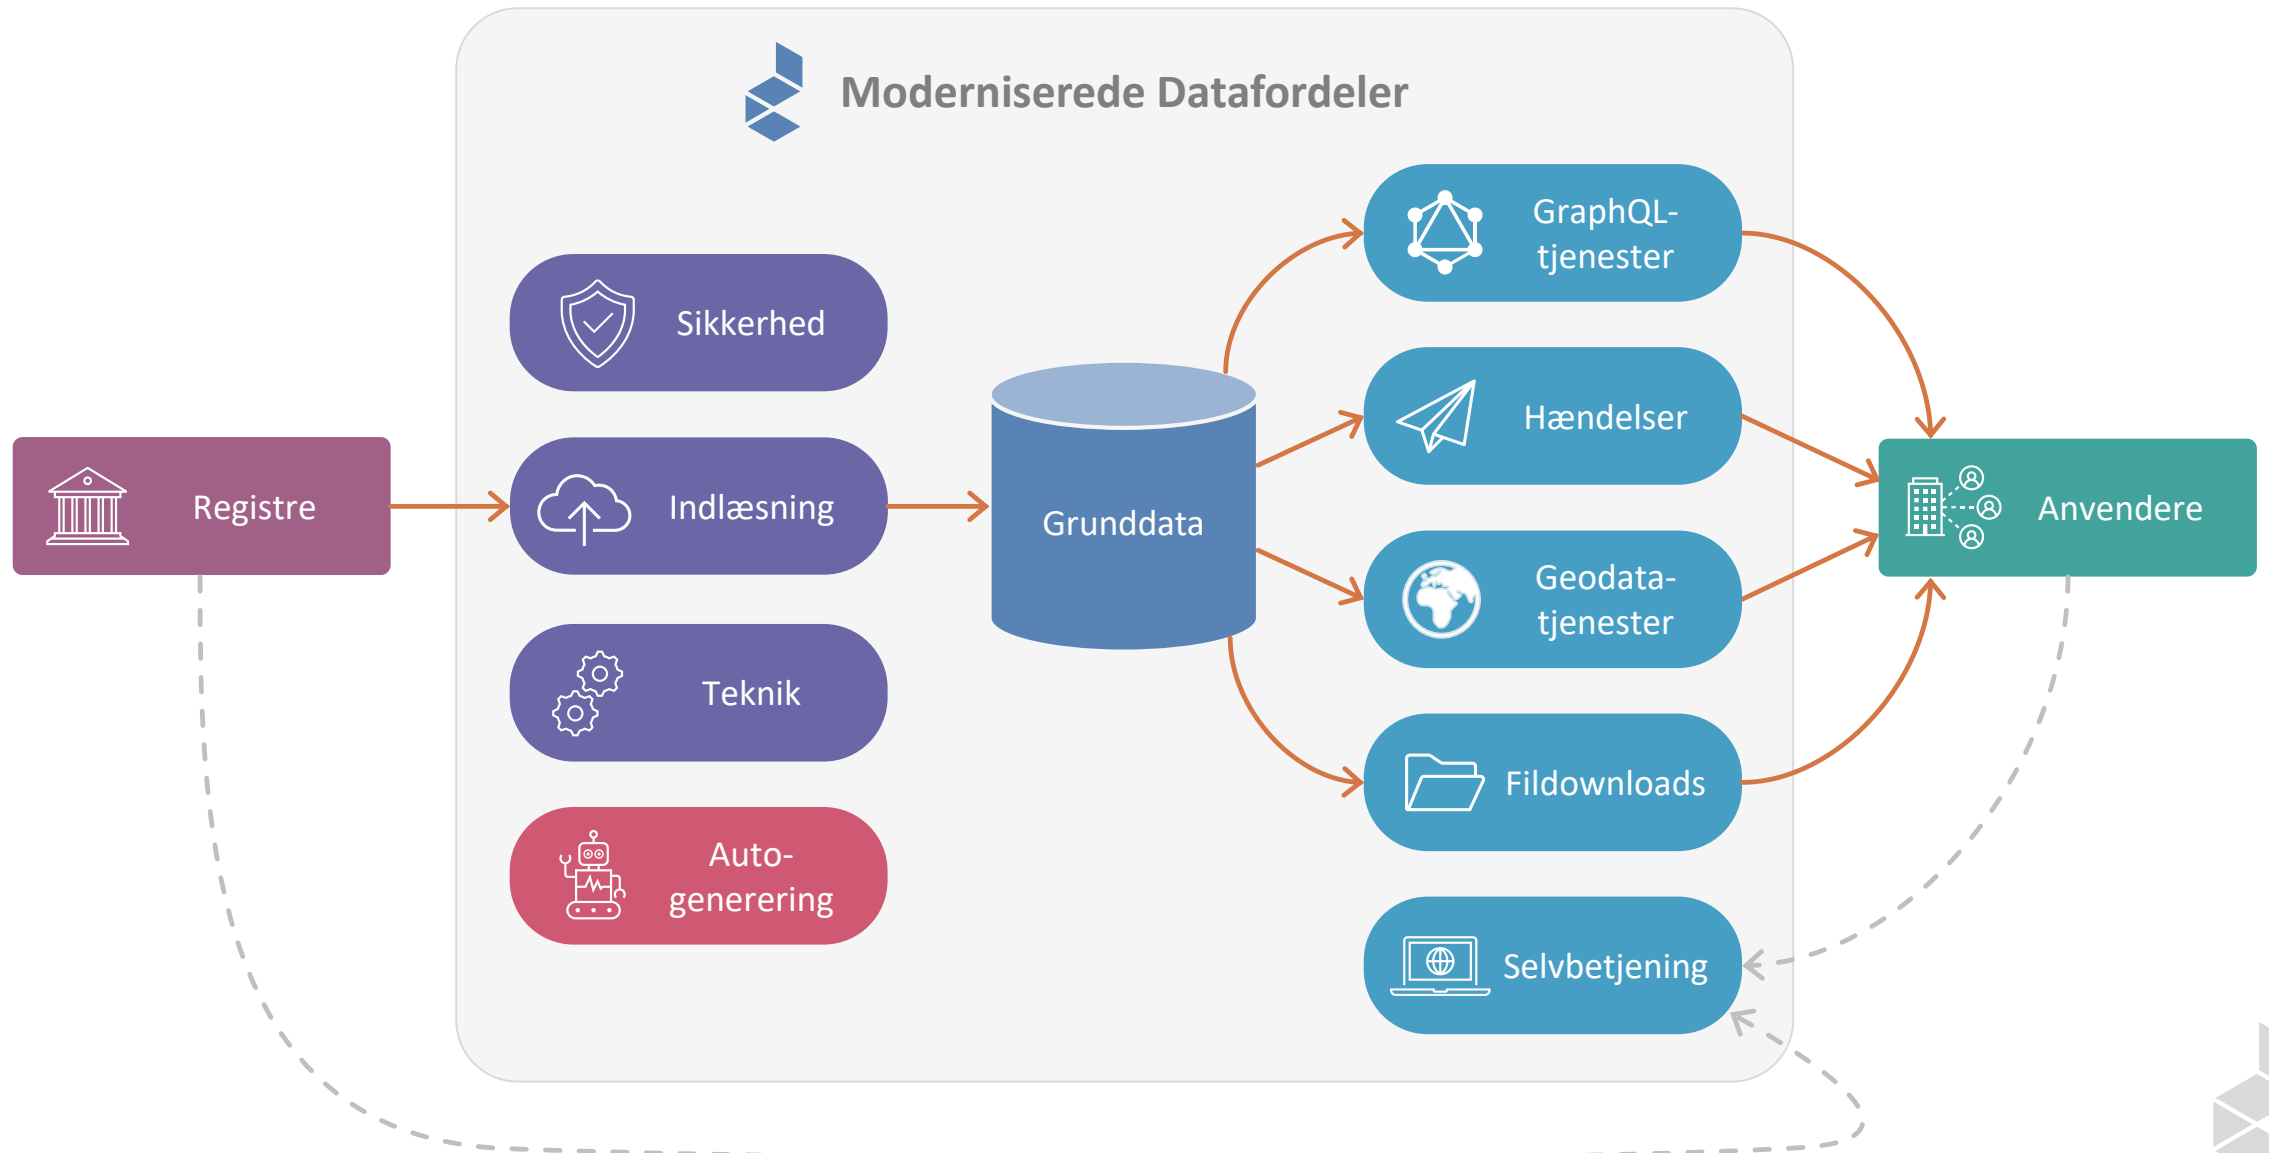 Moderniserede Datafordeler
Registre
Sikkerhed
Indlæsning
Teknik
Auto-
generering
Grunddata
GraphQL-
tjenester
Hændelser
Geodata-
tjenester
Fildownloads
Selvbetjening
Anvendere